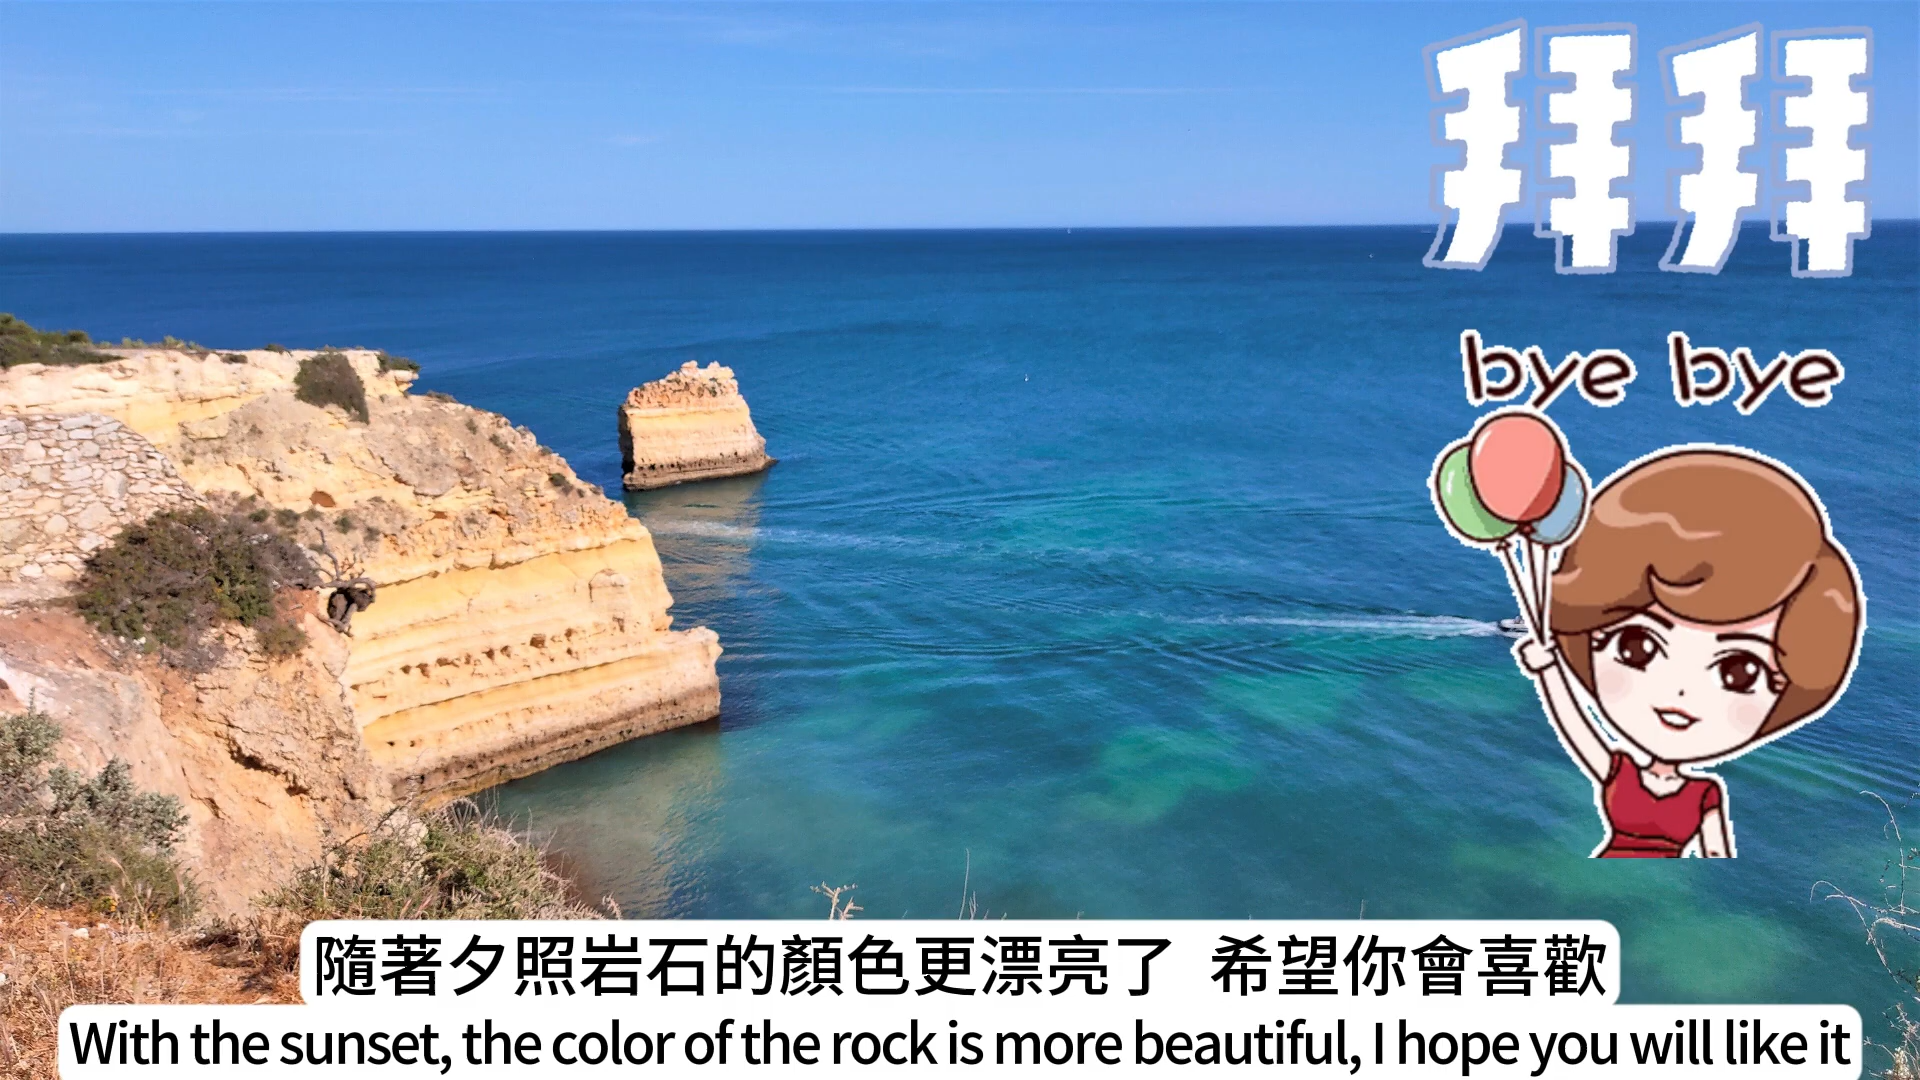 拜拜
bye bye
隨著夕照岩石的顏色更漂亮了 希望你會喜歡
With the sunset, the color of the rock is more beautiful, I hope you will like it